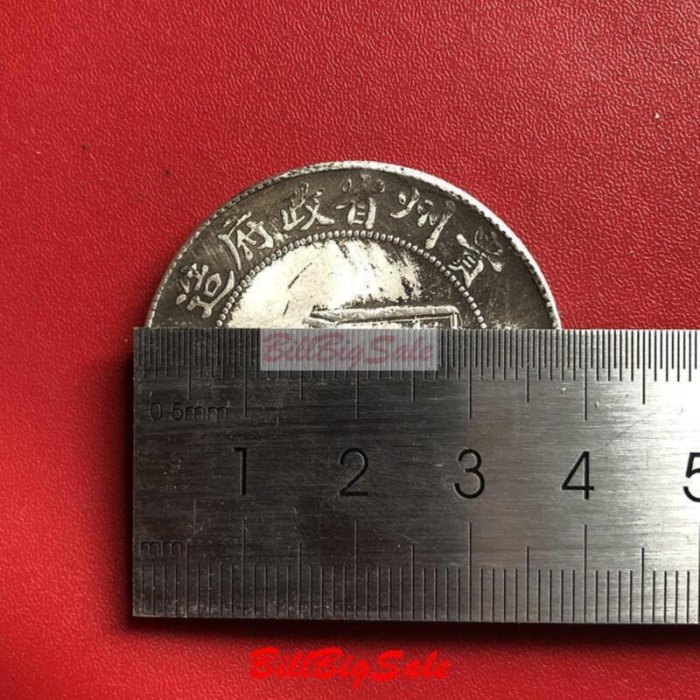 造府政省州貴
BillBigSale
0.5mm
1 2 3 4 5
mm
BillBigSale